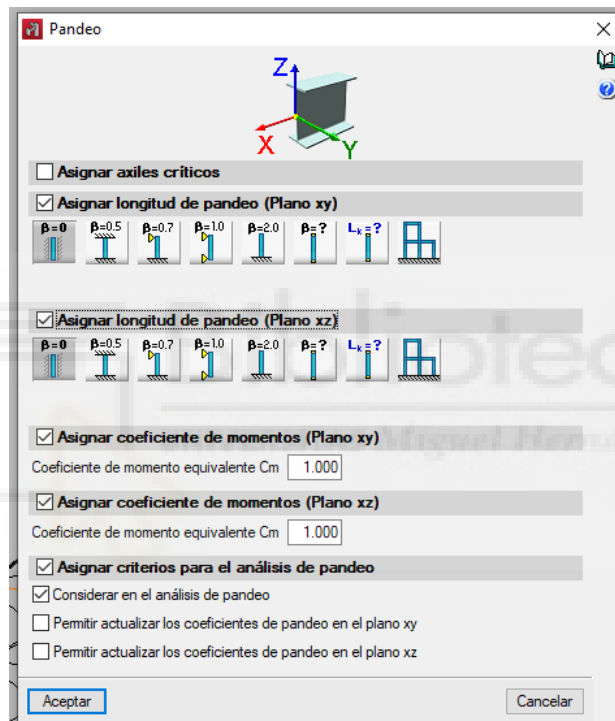 Pandeo
Z
X
Y
Asignar axiles críticos
Asignar longitud de pandeo (Plano xy)
β=0 β=0.5 β=0.7 β=1.0 β=2.0 β=? Lk=?
Asignar longitud de pandeo (Plano xz)
β=0 β=0.5 β=0.7 β=1.0 β=2.0 β=? Lk=?
Asignar coeficiente de momentos (Plano xy)
Coeficiente de momento equivalente Cm 1.000
Asignar coeficiente de momentos (Plano xz)
Coeficiente de momento equivalente Cm 1.000
Asignar criterios para el análisis de pandeo
Considerar en el análisis de pandeo
Permitir actualizar los coeficientes de pandeo en el plano xy
Permitir actualizar los coeficientes de pandeo en el plano xz
Aceptar Cancelar